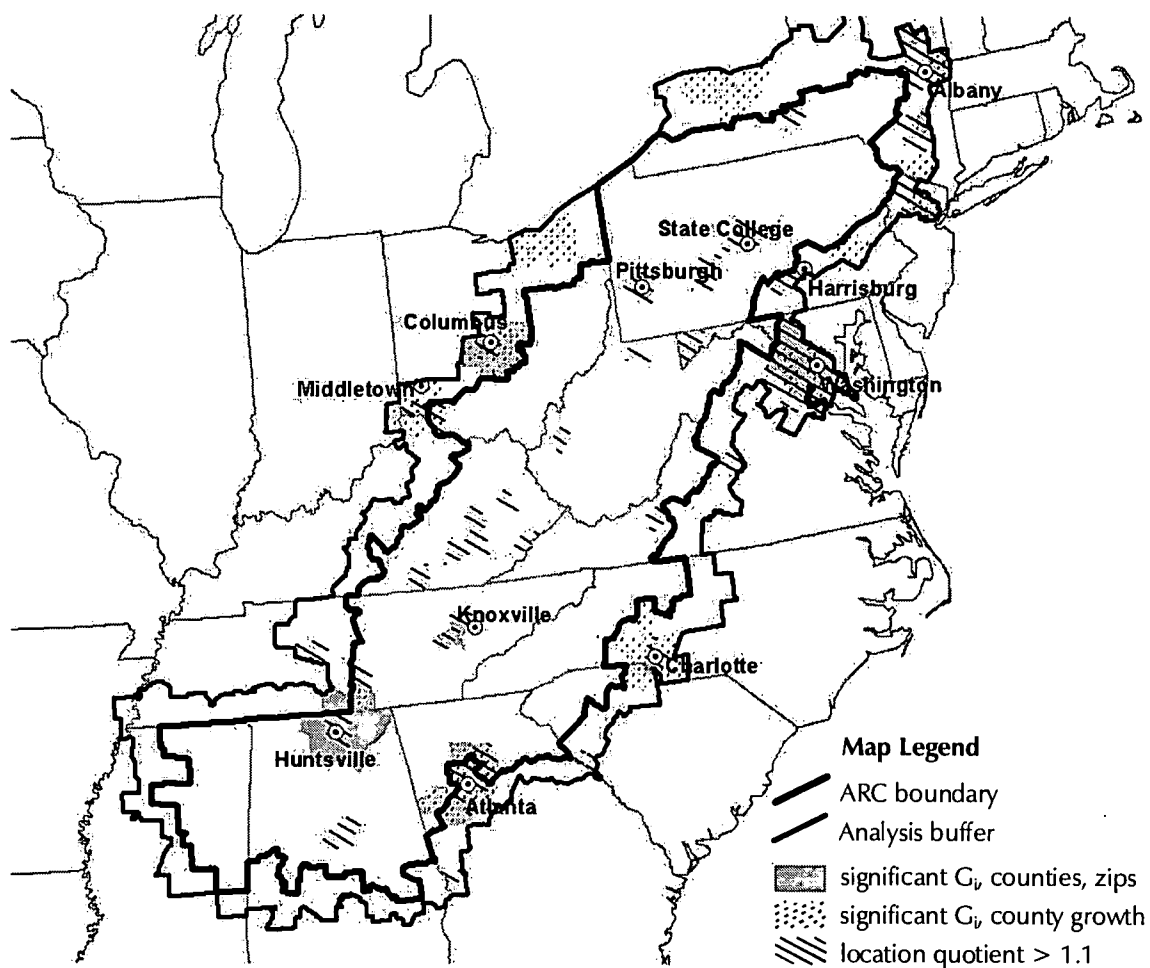 Albany
State College
Pittsburgh
Harrisburg
Columbus
Middletown
Washington
Knoxville
Charlotte
Huntsville
Atlanta
Map Legend
ARC boundary
Analysis buffer
significant Gi, counties, zips
significant Gi, county growth
location quotient > 1.1